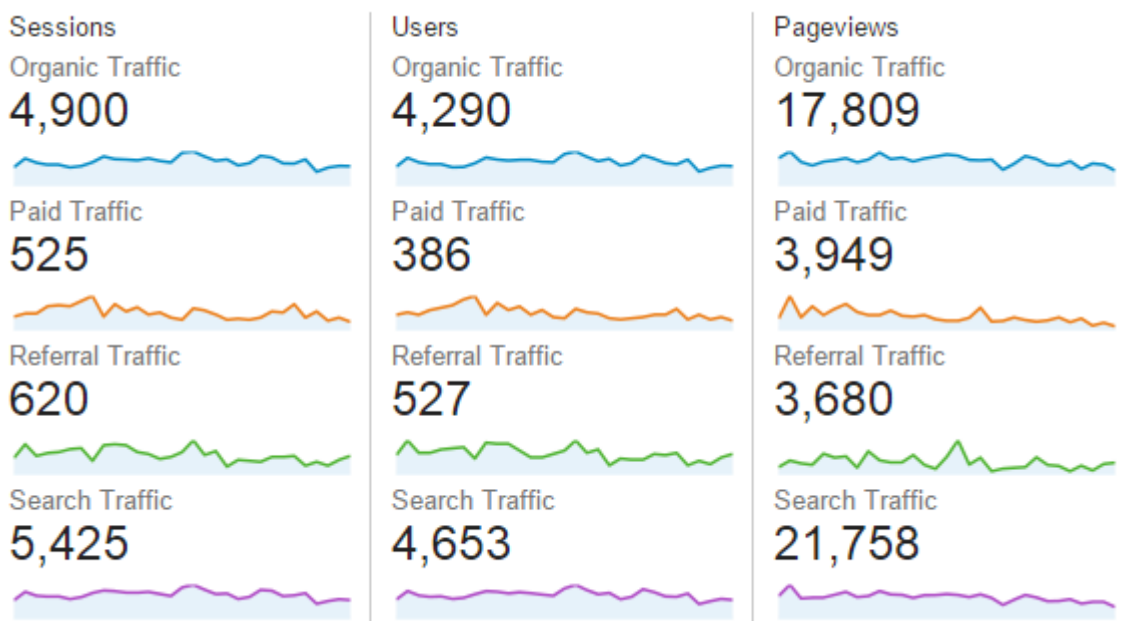 Sessions
Organic Traffic
4,900
Paid Traffic
525
Referral Traffic
620
Search Traffic
5,425
Users
Organic Traffic
4,290
Paid Traffic
386
Referral Traffic
527
Search Traffic
4,653
Pageviews
Organic Traffic
17,809
Paid Traffic
3,949
Referral Traffic
3,680
Search Traffic
21,758